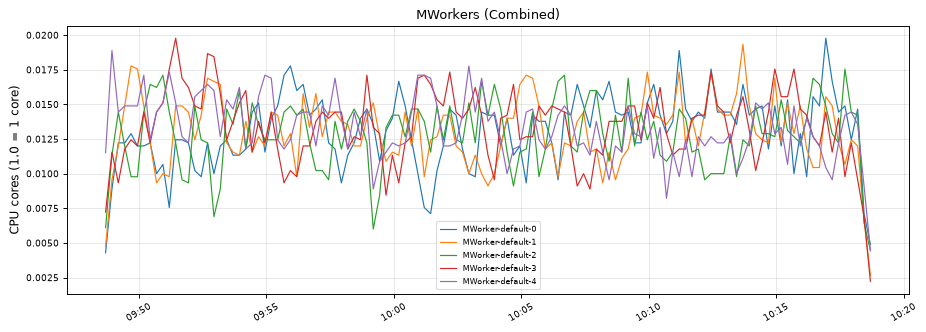 MWorkers (Combined)
CPU cores (1.0 = 1 core)
0.0200
0.0175
0.0150
0.0125
0.0100
0.0075
0.0050
0.0025
MWorker-default-0
MWorker-default-1
MWorker-default-2
MWorker-default-3
MWorker-default-4
09:50
09:55
10:00
10:05
10:10
10:15
10:20